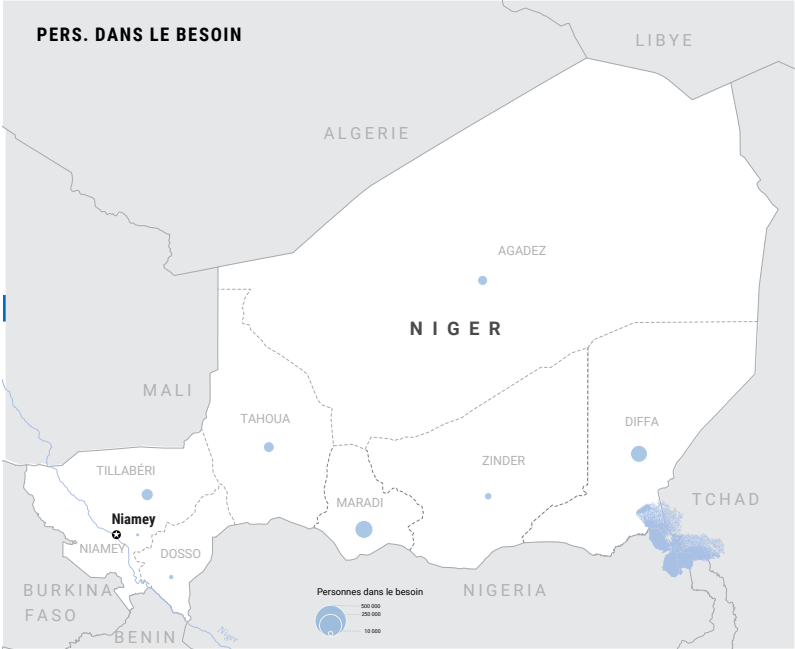 PERS. DANS LE BESOIN
LIBYE
ALGERIE
AGADEZ
NIGER
MALI
TAHOUA
DIFFA
ZINDER
TILLABÉRI
MARADI
TCHAD
Niamey
NIAMEY
DOSSO
BURKINA
FASO
NIGERIA
Personnes dans le besoin
500 000
250 000
10 000
BENIN
Niger